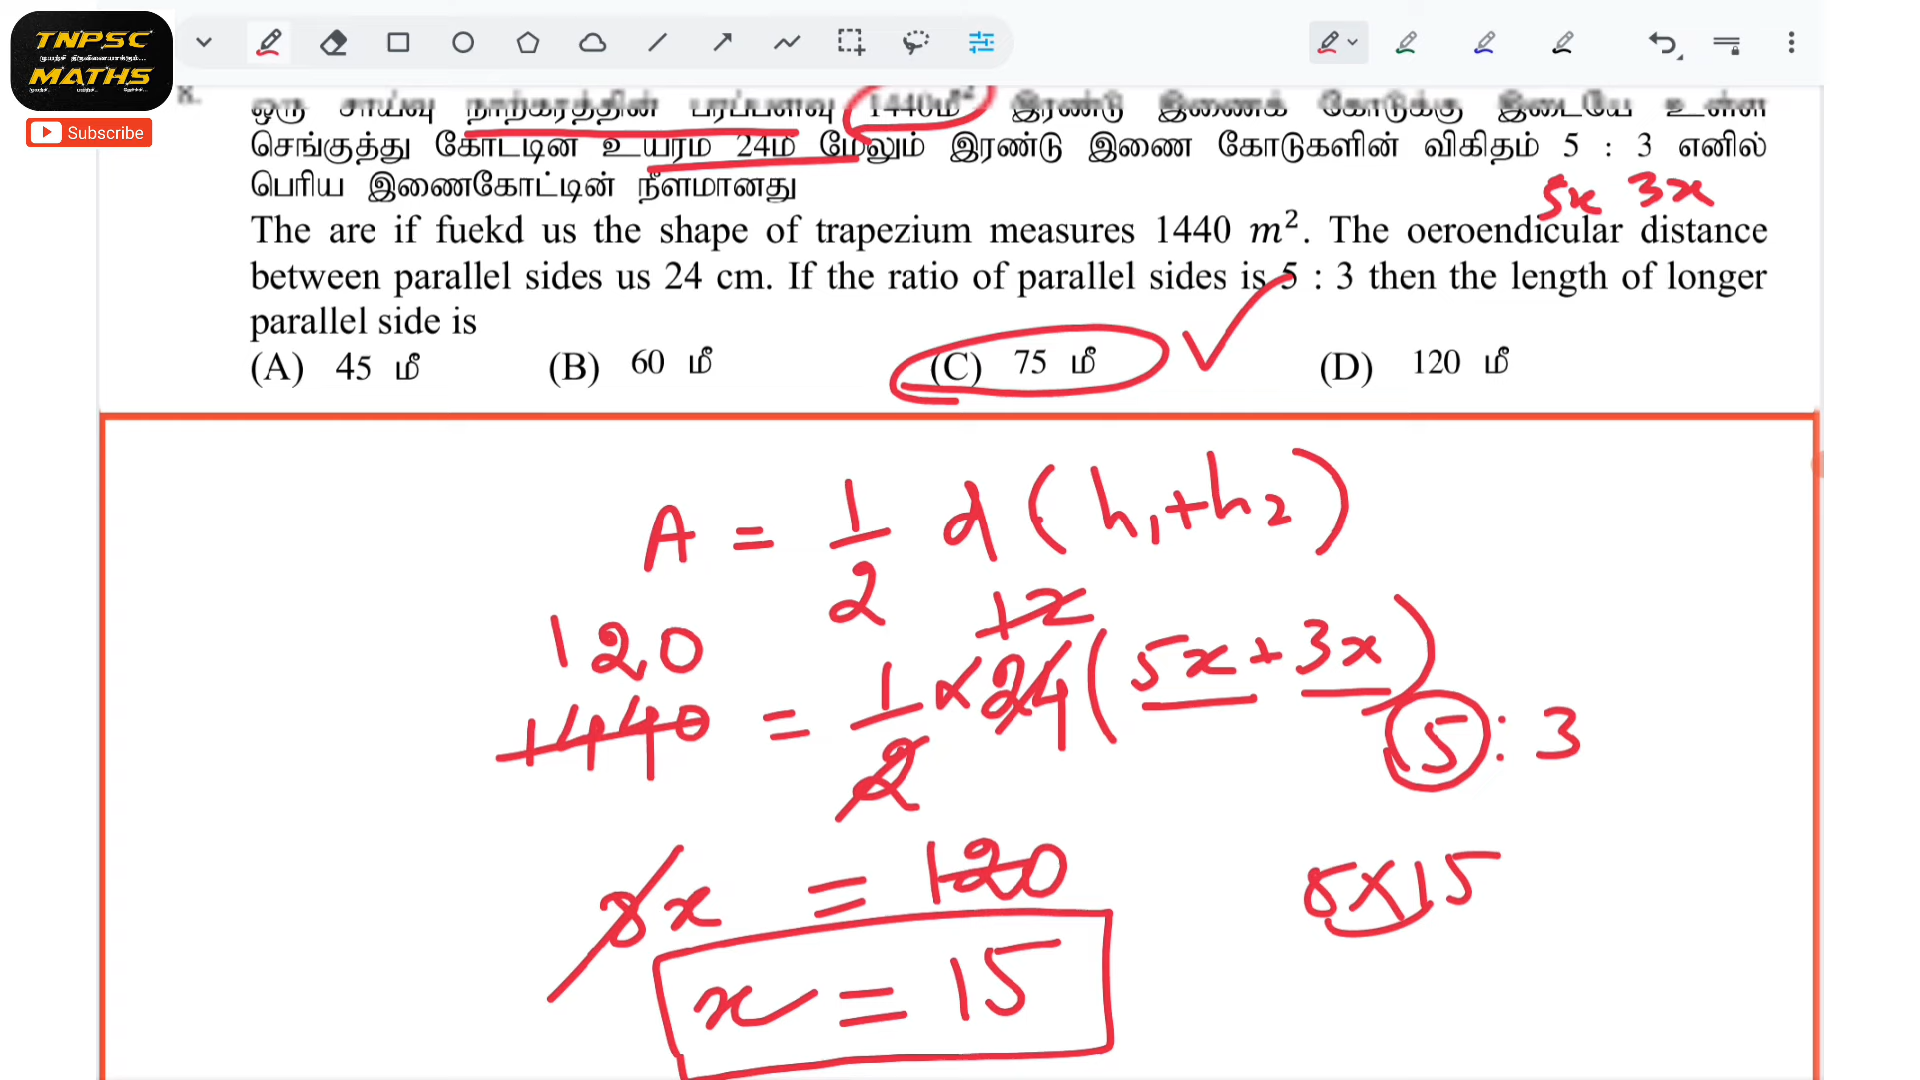 TNPSC
முயற்சி திருவினையாக்கும்...
MATHS
Subscribe
8. ஒரு சாய்வு நாற்கரத்தின் பரப்பளவு 1440மீ² இரண்டு இணைக் கோடுக்கு இடையே உள்ள
செங்குத்து கோட்டின் உயரம் 24மீ மேலும் இரண்டு இணை கோடுகளின் விகிதம் 5 : 3 எனில்
பெரிய இணைகோட்டின் நீளமானது
5x 3x
The are if fuekd us the shape of trapezium measures 1440 m². The oeroendicular distance
between parallel sides us 24 cm. If the ratio of parallel sides is 5 : 3 then the length of longer
parallel side is
(A) 45 மீ (B) 60 மீ (C) 75 மீ (D) 120 மீ
A = 1/2 d (h₁+h₂)
120 12
1440 = 1/2 × 24 (5x + 3x)
5 : 3
8x = 120
5×15
x = 15